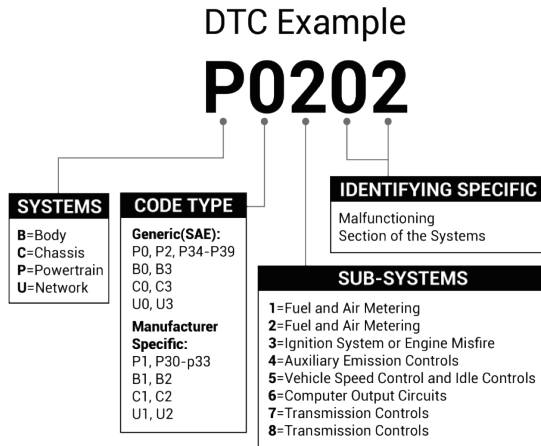 DTC Example
P0202
SYSTEMS
B=Body
C=Chassis
P=Powertrain
U=Network
CODE TYPE
Generic(SAE):
P0, P2, P34-P39
B0, B3
C0, C3
U0, U3
Manufacturer
Specific:
P1, P30-p33
B1, B2
C1, C2
U1, U2
IDENTIFYING SPECIFIC
Malfunctioning
Section of the Systems
SUB-SYSTEMS
1=Fuel and Air Metering
2=Fuel and Air Metering
3=Ignition System or Engine Misfire
4=Auxiliary Emission Controls
5=Vehicle Speed Control and Idle Controls
6=Computer Output Circuits
7=Transmission Controls
8=Transmission Controls